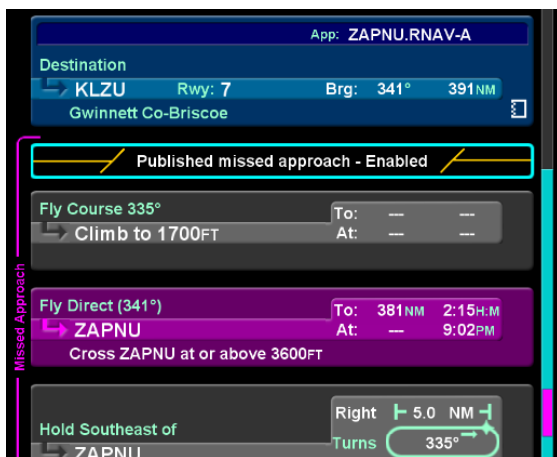 App: ZAPNU.RNAV-A
Destination
KLZU Rwy: 7 Brg: 341° 391NM
Gwinnett Co-Briscoe
Published missed approach - Enabled
Missed Approach
Fly Course 335° To: --- ---
Climb to 1700FT At: --- ---
Fly Direct (341°) To: 381NM 2:15H:M
ZAPNU At: --- 9:02PM
Cross ZAPNU at or above 3600FT
Right 5.0 NM
Hold Southeast of Turns 335°
ZAPNU